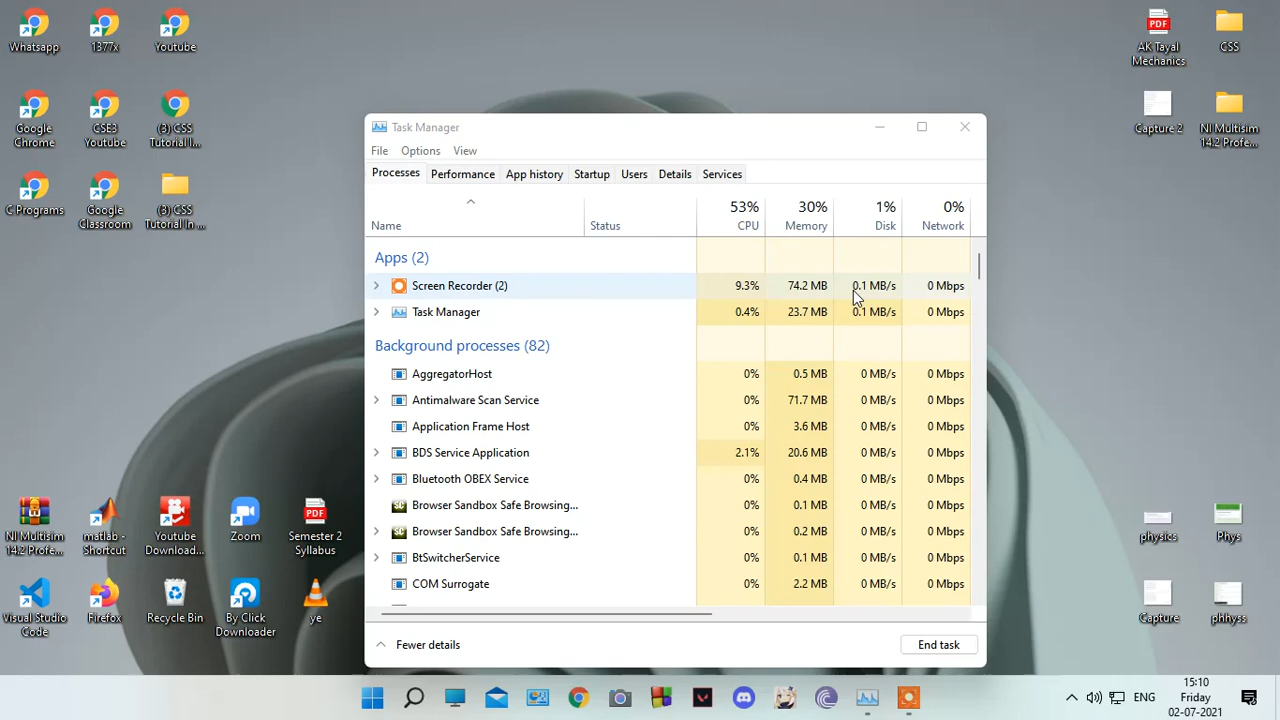 Whatsapp
1377x
Youtube
AK Tayal
Mechanics
CSS
Google
Chrome
CSE3
Youtube
(3) CSS
Tutorial I...
Capture 2
NI Multisim
14.2 Profe...
C Programs
Google
Classroom
(3) CSS
Tutorial In ...
Task Manager
File
Options
View
Processes
Performance
App history
Startup
Users
Details
Services
53%
30%
1%
0%
Name
Status
CPU
Memory
Disk
Network
Apps (2)
Screen Recorder (2) 9.3% 74.2 MB 0.1 MB/s 0 Mbps
Task Manager 0.4% 23.7 MB 0.1 MB/s 0 Mbps
Background processes (82)
AggregatorHost 0% 0.5 MB 0 MB/s 0 Mbps
Antimalware Scan Service 0% 71.7 MB 0 MB/s 0 Mbps
Application Frame Host 0% 3.6 MB 0 MB/s 0 Mbps
BDS Service Application 2.1% 20.6 MB 0 MB/s 0 Mbps
Bluetooth OBEX Service 0% 0.4 MB 0 MB/s 0 Mbps
Browser Sandbox Safe Browsing... 0% 0.1 MB 0 MB/s 0 Mbps
Browser Sandbox Safe Browsing... 0% 0.2 MB 0 MB/s 0 Mbps
BtSwitcherService 0% 0.1 MB 0 MB/s 0 Mbps
COM Surrogate 0% 2.2 MB 0 MB/s 0 Mbps
Fewer details
End task
NI Multisim
14.2 Profe...
matlab -
Shortcut
Youtube
Download...
Zoom
Semester 2
Syllabus
physics
Phys
Visual Studio
Code
Firefox
Recycle Bin
By Click
Downloader
ye
Capture
phhyss
ENG
15:10
Friday
02-07-2021